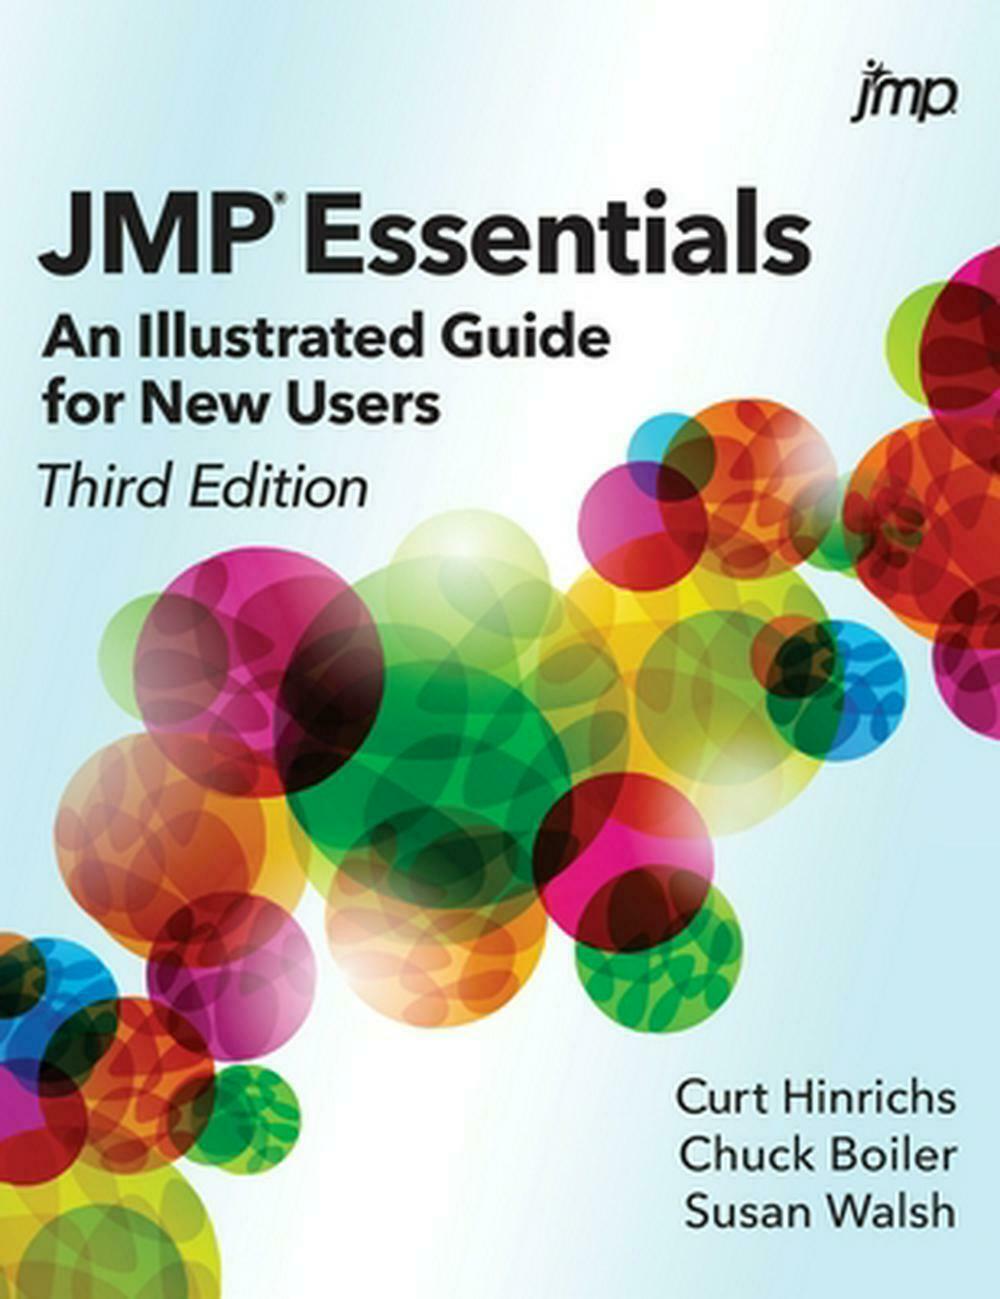 jmp
JMP® Essentials
An Illustrated Guide
for New Users
Third Edition
Curt Hinrichs
Chuck Boiler
Susan Walsh